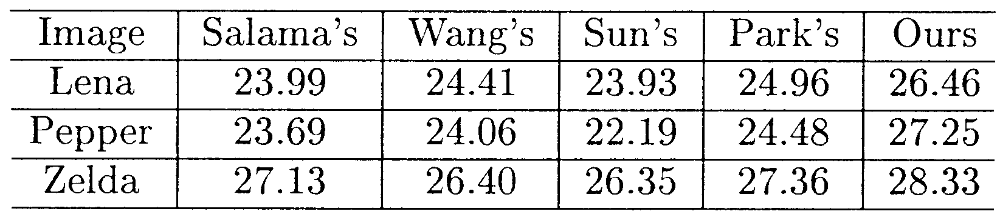 Image Salama's Wang's Sun's Park's Ours
Lena 23.99 24.41 23.93 24.96 26.46
Pepper 23.69 24.06 22.19 24.48 27.25
Zelda 27.13 26.40 26.35 27.36 28.33